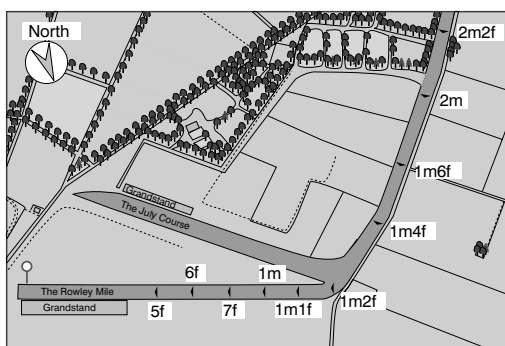 North
2m2f
2m
1m6f
Grandstand
The July Course
1m4f
6f
1m
The Rowley Mile
1m2f
Grandstand
5f
7f
1m1f